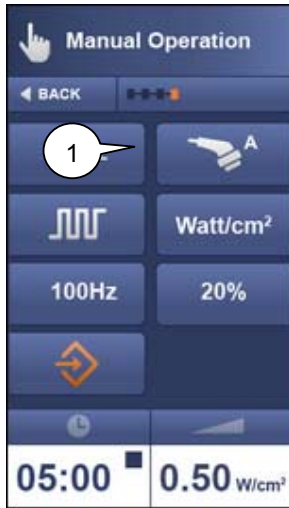 Manual Operation
BACK
1
A
Watt/cm²
100Hz
20%
05:00
0.50 W/cm²